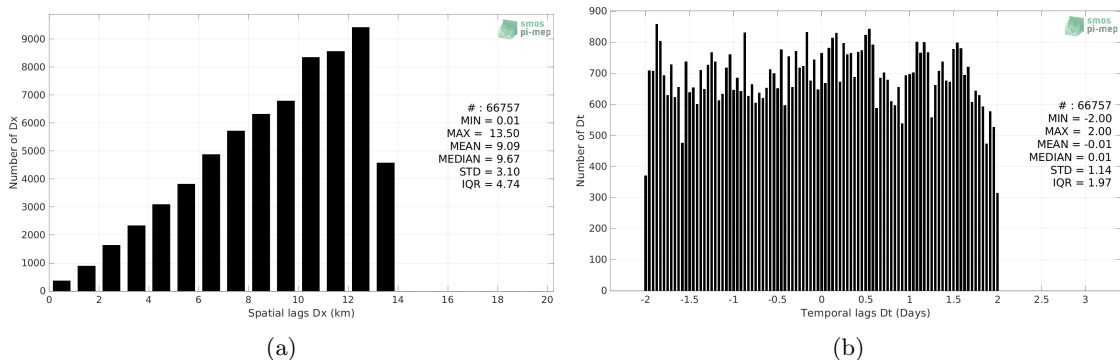 9000
8000
7000
6000
5000
4000
3000
2000
1000
0
Number of Dx
0 2 4 6 8 10 12 14 16 18 20
Spatial lags Dx (km)
smos
pi-mep
# : 66757
MIN = 0.01
MAX = 13.50
MEAN = 9.09
MEDIAN = 9.67
STD = 3.10
IQR = 4.74
(a)
900
800
700
600
500
400
300
200
100
0
Number of Dt
-2 -1.5 -1 -0.5 0 0.5 1 1.5 2 2.5 3
Temporal lags Dt (Days)
smos
pi-mep
# : 66757
MIN = -2.00
MAX = 2.00
MEAN = -0.01
MEDIAN = 0.01
STD = 1.14
IQR = 1.97
(b)